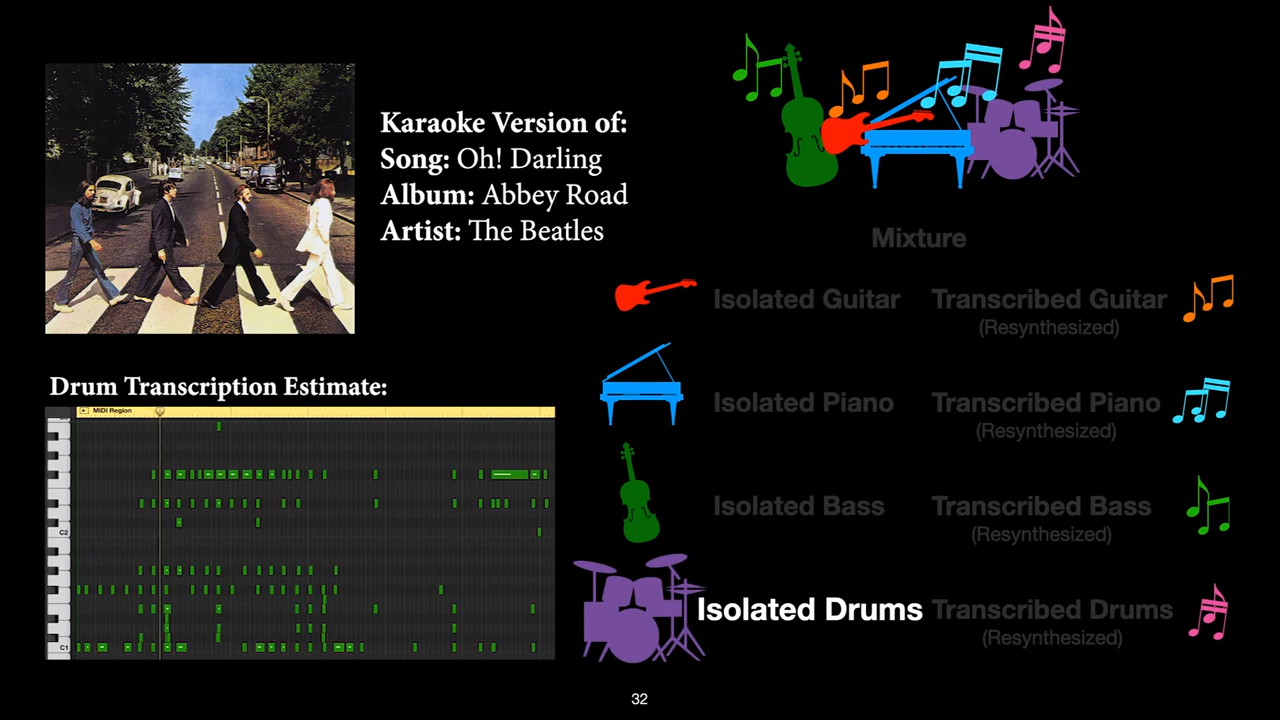 Karaoke Version of:
Song: Oh! Darling
Album: Abbey Road
Artist: The Beatles
Mixture
Isolated Guitar
Transcribed Guitar
(Resynthesized)
Isolated Piano
Transcribed Piano
(Resynthesized)
Drum Transcription Estimate:
MIDI Region
C2
C1
Isolated Bass
Transcribed Bass
(Resynthesized)
Isolated Drums
Transcribed Drums
(Resynthesized)
32